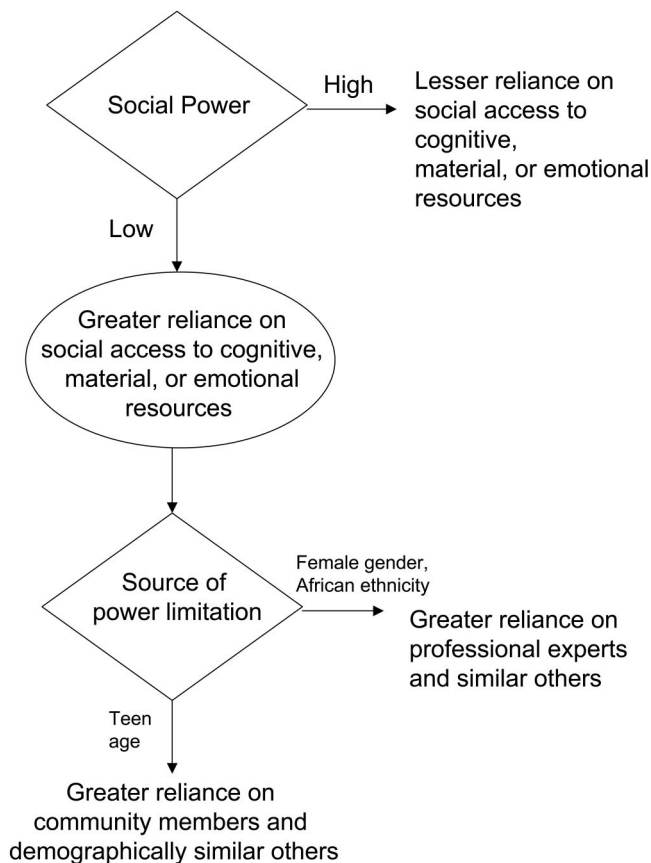 Social Power
High
Lesser reliance on
social access to
cognitive,
material, or emotional
resources
Low
Greater reliance on
social access to cognitive,
material, or emotional
resources
Source of
power limitation
Female gender,
African ethnicity
Greater reliance on
professional experts
and similar others
Teen
age
Greater reliance on
community members and
demographically similar others